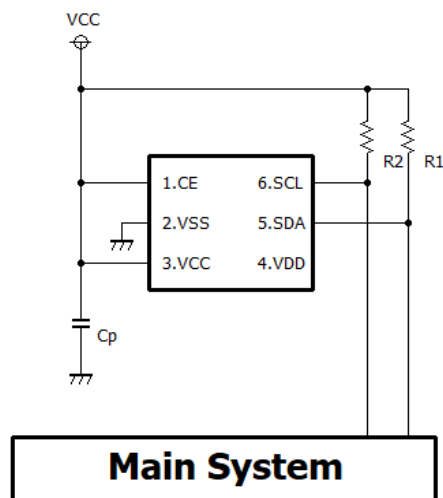 VCC
R2 R1
1.CE 6.SCL
2.VSS 5.SDA
3.VCC 4.VDD
Cp
Main System